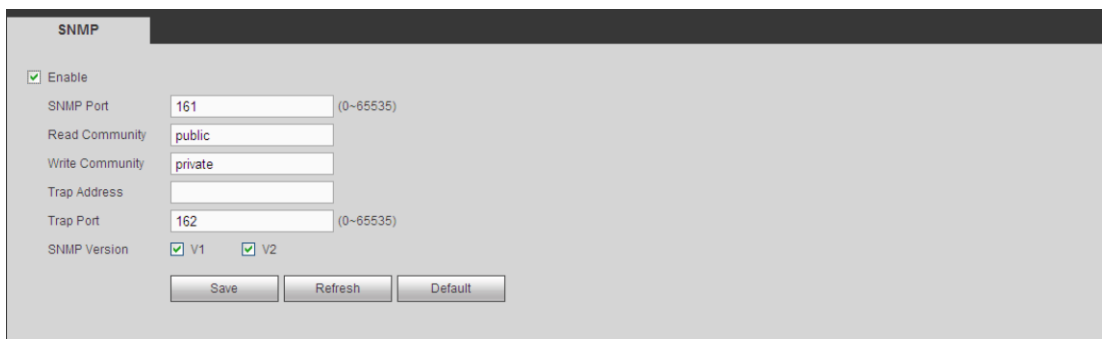 SNMP
Enable
SNMP Port 161 (0~65535)
Read Community public
Write Community private
Trap Address
Trap Port 162 (0~65535)
SNMP Version V1 V2
Save Refresh Default